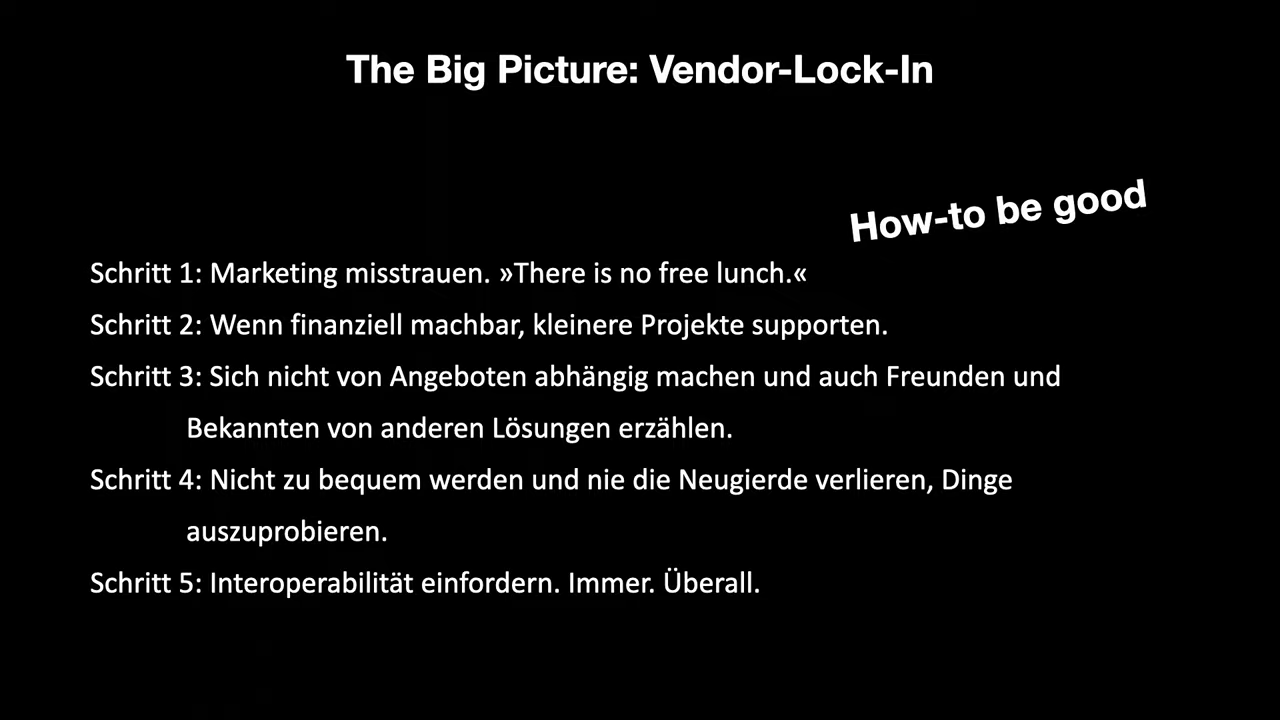 The Big Picture: Vendor-Lock-In
How-to be good
Schritt 1: Marketing misstrauen. »There is no free lunch.«
Schritt 2: Wenn finanziell machbar, kleinere Projekte supporten.
Schritt 3: Sich nicht von Angeboten abhängig machen und auch Freunden und
Bekannten von anderen Lösungen erzählen.
Schritt 4: Nicht zu bequem werden und nie die Neugierde verlieren, Dinge
auszuprobieren.
Schritt 5: Interoperabilität einfordern. Immer. Überall.